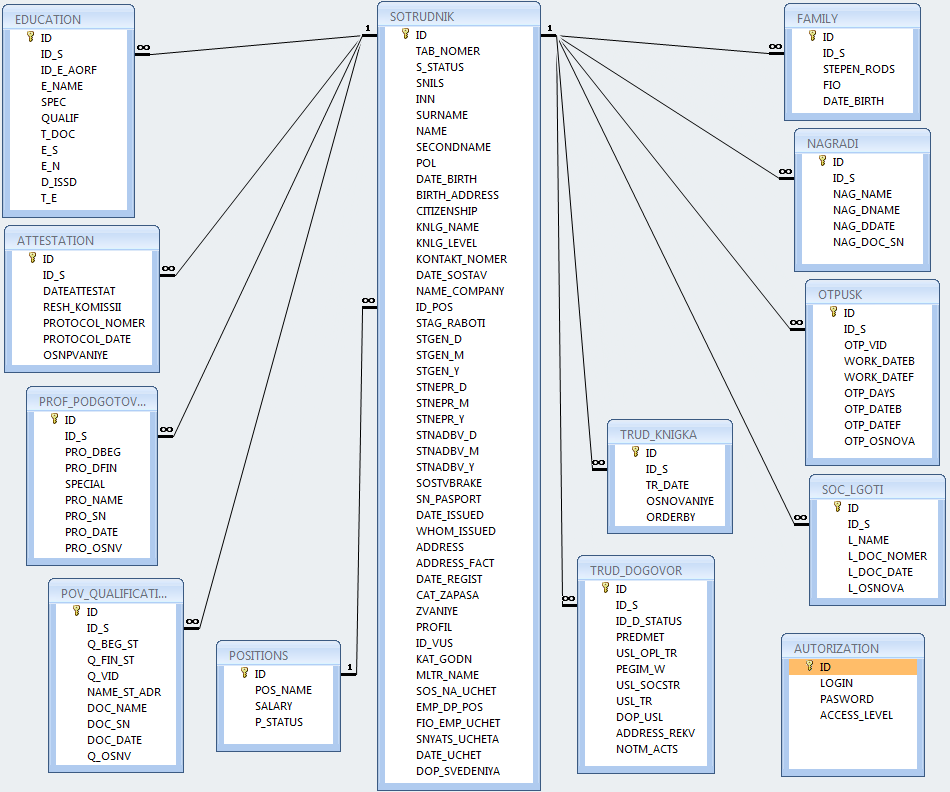 EDUCATION
ID
ID_S
ID_E_AORF
E_NAME
SPEC
QUALIF
T_DOC
E_S
E_N
D_ISSD
T_E
ATTESTATION
ID
ID_S
DATEATTESTAT
RESH_KOMISSII
PROTOCOL_NOMER
PROTOCOL_DATE
OSNPVANIYE
PROF_PODGOTOV...
ID
ID_S
PRO_DBEG
PRO_DFIN
SPECIAL
PRO_NAME
PRO_SN
PRO_DATE
PRO_OSNV
POV_QUALIFICATI...
ID
ID_S
Q_BEG_ST
Q_FIN_ST
Q_VID
NAME_ST_ADR
DOC_NAME
DOC_SN
DOC_DATE
Q_OSNV
POSITIONS
ID
POS_NAME
SALARY
P_STATUS
∞
∞
∞
∞
∞
1
1
SOTRUDNIK
ID
TAB_NOMER
S_STATUS
SNILS
INN
SURNAME
NAME
SECONDNAME
POL
DATE_BIRTH
BIRTH_ADDRESS
CITIZENSHIP
KNLG_NAME
KNLG_LEVEL
KONTAKT_NOMER
DATE_SOSTAV
NAME_COMPANY
ID_POS
STAG_RABOTI
STGEN_D
STGEN_M
STGEN_Y
STNEPR_D
STNEPR_M
STNEPR_Y
STNADBV_D
STNADBV_M
STNADBV_Y
SOSTVBRAKE
SN_PASPORT
DATE_ISSUED
WHOM_ISSUED
ADDRESS
ADDRESS_FACT
DATE_REGIST
CAT_ZAPASA
ZVANIYE
PROFIL
ID_VUS
KAT_GODN
MLTR_NAME
SOS_NA_UCHET
EMP_DP_POS
FIO_EMP_UCHET
SNYATS_UCHETA
DATE_UCHET
DOP_SVEDENIYA
1
∞
∞
∞
∞
∞
∞
FAMILY
ID
ID_S
STEPEN_RODS
FIO
DATE_BIRTH
NAGRADI
ID
ID_S
NAG_NAME
NAG_DNAME
NAG_DDATE
NAG_DOC_SN
OTPUSK
ID
ID_S
OTP_VID
WORK_DATEB
WORK_DATEF
OTP_DAYS
OTP_DATEB
OTP_DATEF
OTP_OSNOVA
TRUD_KNIGKA
ID
ID_S
TR_DATE
OSNOVANIYE
ORDERBY
SOC_LGOTI
ID
ID_S
L_NAME
L_DOC_NOMER
L_DOC_DATE
L_OSNOVA
TRUD_DOGOVOR
ID
ID_S
ID_D_STATUS
PREDMET
USL_OPL_TR
PEGIM_W
USL_SOCSTR
USL_TR
DOP_USL
ADDRESS_REKV
NOTM_ACTS
AUTORIZATION
ID
LOGIN
PASWORD
ACCESS_LEVEL